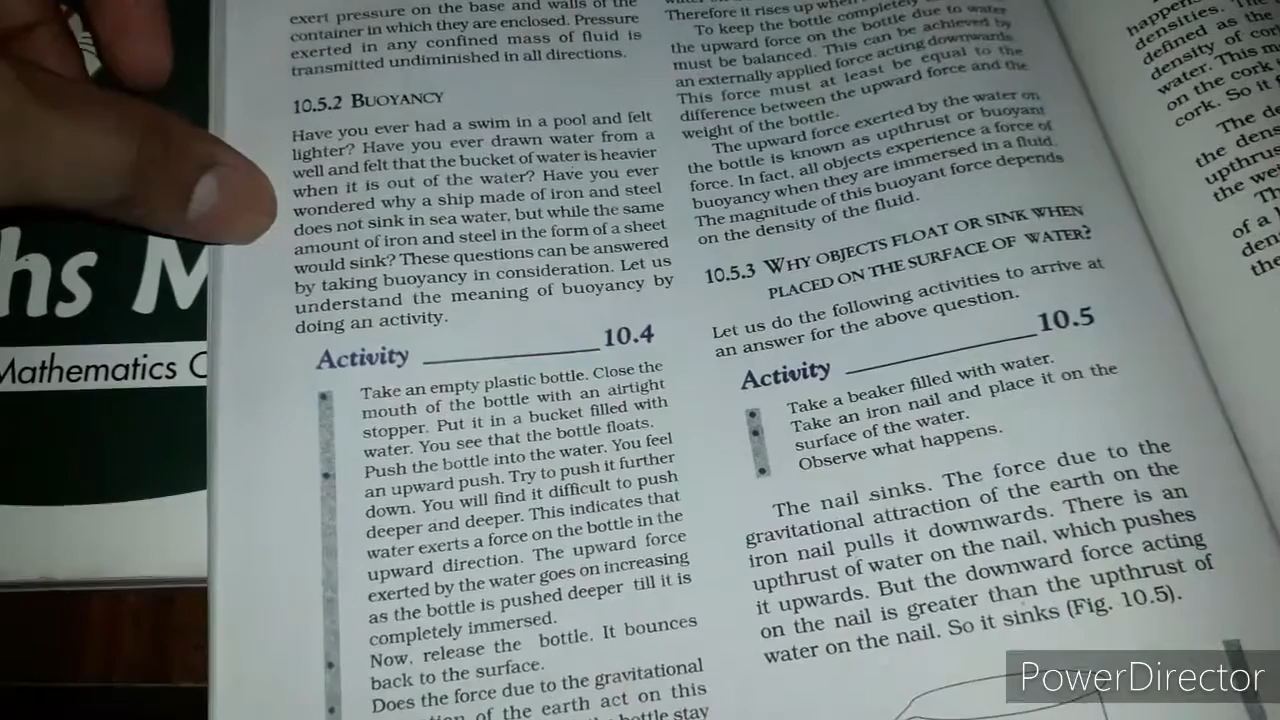 exert pressure on the base and walls of the
container in which they are enclosed. Pressure
exerted in any confined mass of fluid is
transmitted undiminished in all directions.
10.5.2 BUOYANCY
Have you ever had a swim in a pool and felt
lighter? Have you ever drawn water from a
well and felt that the bucket of water is heavier
when it is out of the water? Have you ever
wondered why a ship made of iron and steel
does not sink in sea water, but while the same
amount of iron and steel in the form of a sheet
would sink? These questions can be answered
by taking buoyancy in consideration. Let us
understand the meaning of buoyancy by
doing an activity.
Activity 10.4
Take an empty plastic bottle. Close the
mouth of the bottle with an airtight
stopper. Put it in a bucket filled with
water. You see that the bottle floats.
Push the bottle into the water. You feel
an upward push. Try to push it further
down. You will find it difficult to push
deeper and deeper. This indicates that
water exerts a force on the bottle in the
upward direction. The upward force
exerted by the water goes on increasing
as the bottle is pushed deeper till it is
completely immersed.
Now, release the bottle. It bounces
back to the surface.
Does the force due to the gravitational
of the earth act on this
bottle stay
Therefore it rises up when
To keep the bottle completely
the upward force on the bottle due to water
must be balanced. This can be achieved by
an externally applied force acting downwards.
This force must at least be equal to the
difference between the upward force and the
weight of the bottle.
The upward force exerted by the water on
the bottle is known as upthrust or buoyant
force. In fact, all objects experience a force of
buoyancy when they are immersed in a fluid.
The magnitude of this buoyant force depends
on the density of the fluid.
10.5.3 WHY OBJECTS FLOAT OR SINK WHEN
PLACED ON THE SURFACE OF WATER?
Let us do the following activities to arrive at
an answer for the above question.
Activity 10.5
Take a beaker filled with water.
Take an iron nail and place it on the
surface of the water.
Observe what happens.
The nail sinks. The force due to the
gravitational attraction of the earth on the
iron nail pulls it downwards. There is an
upthrust of water on the nail, which pushes
it upwards. But the downward force acting
on the nail is greater than the upthrust of
water on the nail. So it sinks (Fig. 10.5).
densities.
defined as the
density of
water. This
on the cork
cork. So it
The
the
upthrus
the
of a
den
the
hs M
Mathematics C
PowerDirector